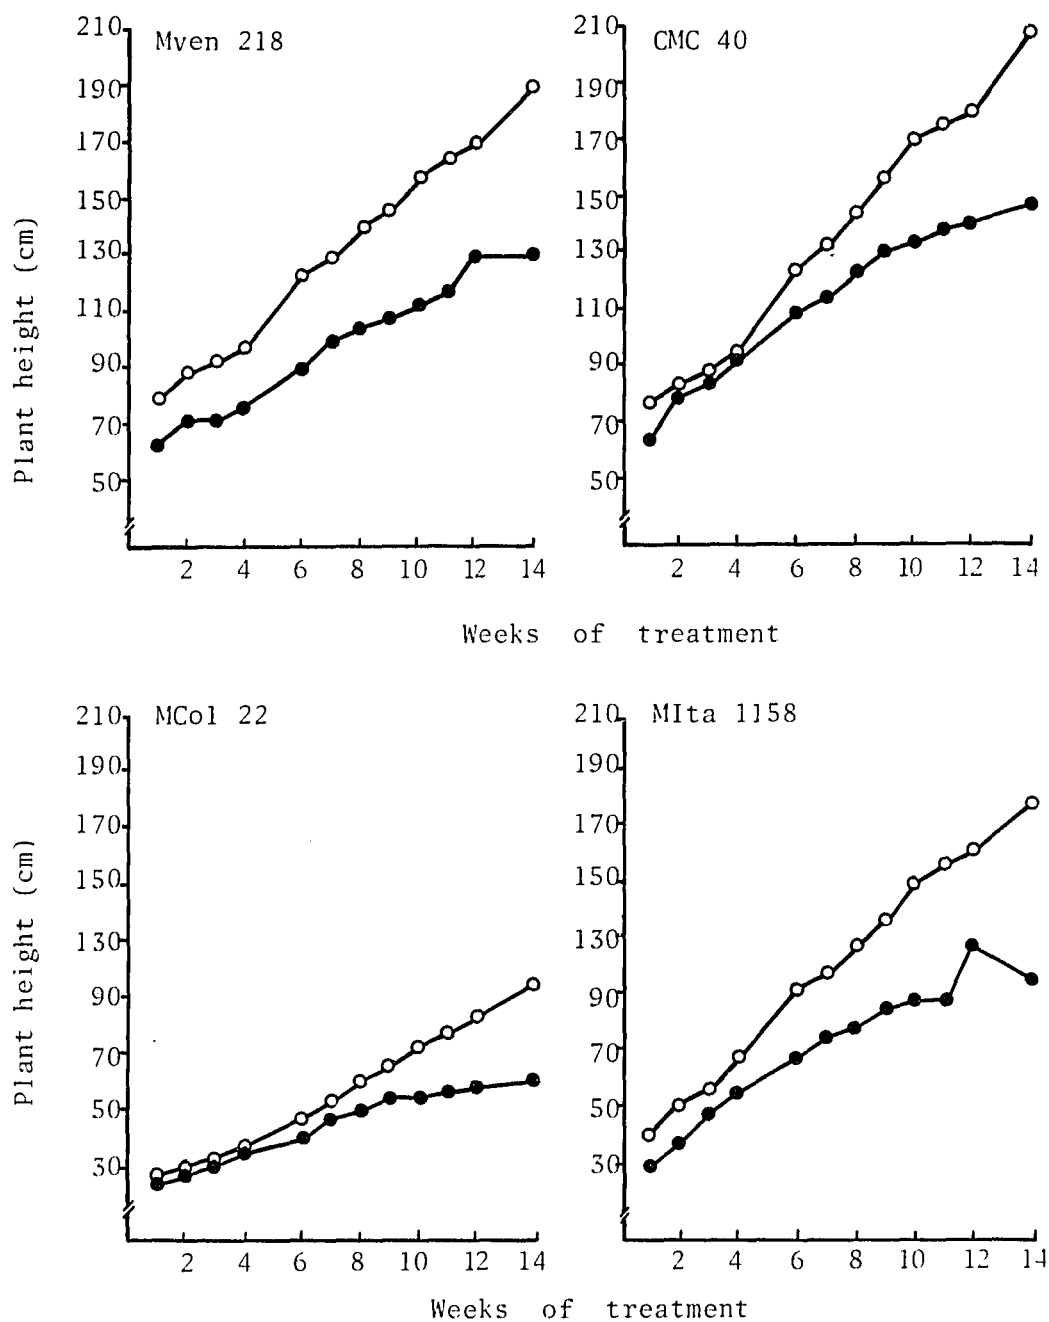 210 Mven 218
190
170
150
130
110
90
70
50
2 4 6 8 10 12 14
210 CMC 40
190
170
150
130
110
90
70
50
2 4 6 8 10 12 14
Plant height (cm)
Weeks of treatment
210 MCol 22
190
170
150
130
90
70
50
30
2 4 6 8 10 12 14
210 MIta 1158
190
170
150
130
90
70
50
30
2 4 6 8 10 12 14
Plant height (cm)
Weeks of treatment